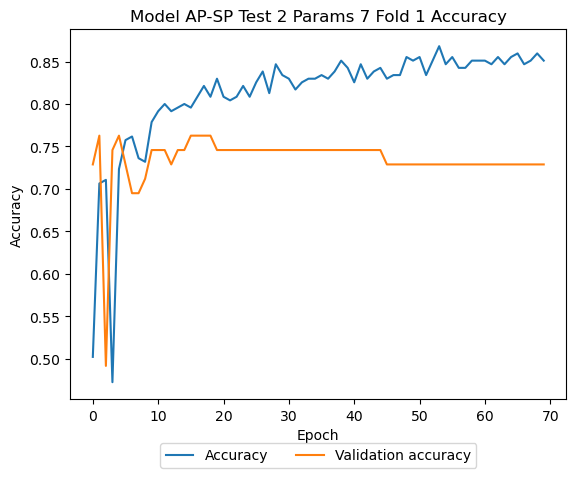 Model AP-SP Test 2 Params 7 Fold 1 Accuracy
0.85
0.80
0.75
0.70
0.65
0.60
0.55
0.50
Accuracy
0 10 20 30 40 50 60 70
Epoch
Accuracy Validation accuracy